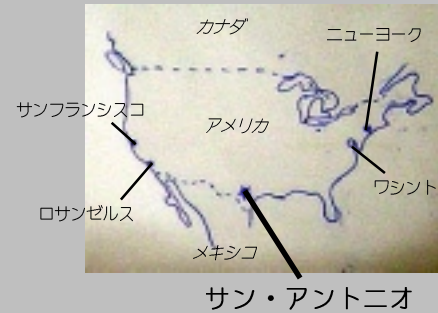 カナダ
ニューヨーク
サンフランシスコ
アメリカ
ワシント
ロサンゼルス
メキシコ
サン・アントニオ